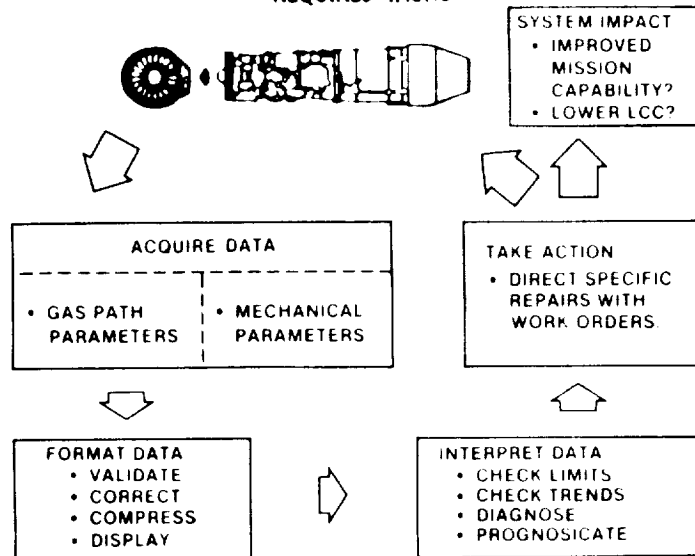 SYSTEM IMPACT
• IMPROVED
MISSION
CAPABILITY?
• LOWER LCC?
ACQUIRE DATA
• GAS PATH
PARAMETERS
• MECHANICAL
PARAMETERS
TAKE ACTION
• DIRECT SPECIFIC
REPAIRS WITH
WORK ORDERS.
FORMAT DATA
• VALIDATE
• CORRECT
• COMPRESS
• DISPLAY
INTERPRET DATA
• CHECK LIMITS
• CHECK TRENDS
• DIAGNOSE
• PROGNOSICATE